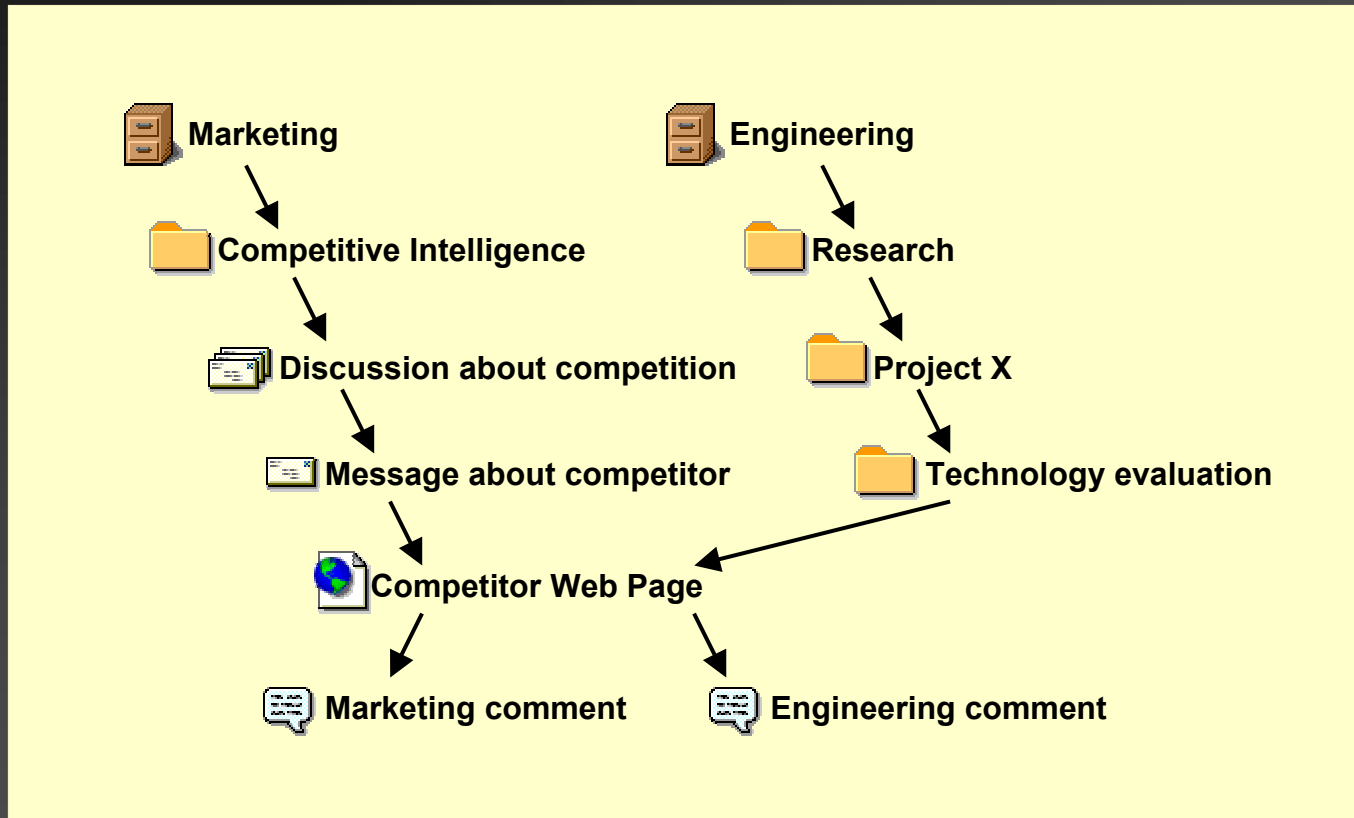 Marketing
Engineering
Competitive Intelligence
Research
Discussion about competition
Project X
Message about competitor
Technology evaluation
Competitor Web Page
Marketing comment
Engineering comment